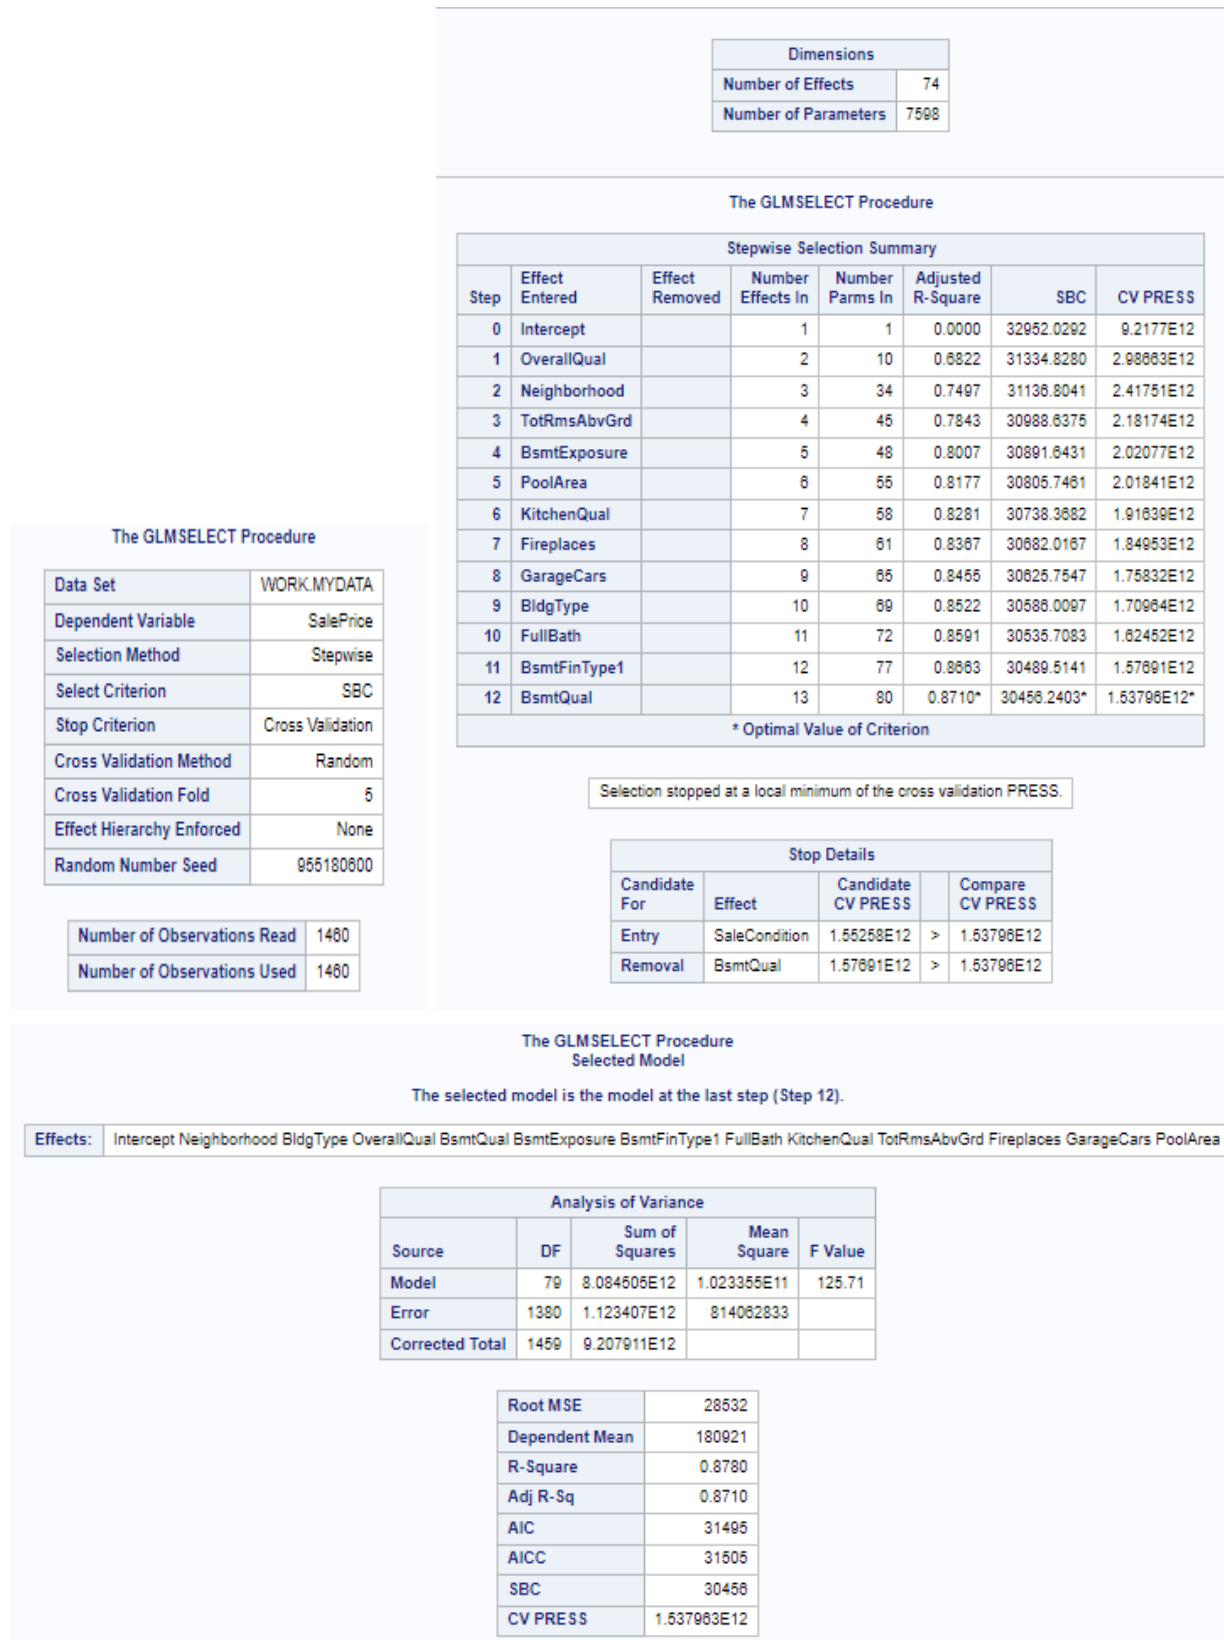 Dimensions
Number of Effects 74
Number of Parameters 7598
The GLMSELECT Procedure
Stepwise Selection Summary
Step Effect Entered Effect Removed Number Effects In Number Parms In Adjusted R-Square SBC CV PRESS
0 Intercept 1 1 0.0000 32952.0292 9.2177E12
1 OverallQual 2 10 0.6822 31334.8280 2.98663E12
2 Neighborhood 3 34 0.7497 31136.8041 2.41751E12
3 TotRmsAbvGrd 4 45 0.7843 30988.6375 2.18174E12
4 BsmtExposure 5 48 0.8007 30891.6431 2.02077E12
5 PoolArea 6 55 0.8177 30805.7461 2.01841E12
6 KitchenQual 7 58 0.8281 30738.3682 1.91639E12
7 Fireplaces 8 61 0.8367 30682.0167 1.84953E12
8 GarageCars 9 65 0.8455 30625.7547 1.75832E12
9 BldgType 10 69 0.8522 30586.0097 1.70964E12
10 FullBath 11 72 0.8591 30535.7083 1.62452E12
11 BsmtFinType1 12 77 0.8663 30489.5141 1.57691E12
12 BsmtQual 13 80 0.8710* 30456.2403* 1.53796E12*
* Optimal Value of Criterion
Selection stopped at a local minimum of the cross validation PRESS.
Stop Details
Candidate For Effect Candidate CV PRESS Compare CV PRESS
Entry SaleCondition 1.55258E12 > 1.53796E12
Removal BsmtQual 1.57691E12 > 1.53796E12
The GLMSELECT Procedure
Data Set WORK.MYDATA
Dependent Variable SalePrice
Selection Method Stepwise
Select Criterion SBC
Stop Criterion Cross Validation
Cross Validation Method Random
Cross Validation Fold 5
Effect Hierarchy Enforced None
Random Number Seed 955180600
Number of Observations Read 1460
Number of Observations Used 1460
The GLMSELECT Procedure
Selected Model
The selected model is the model at the last step (Step 12).
Effects: Intercept Neighborhood BldgType OverallQual BsmtQual BsmtExposure BsmtFinType1 FullBath KitchenQual TotRmsAbvGrd Fireplaces GarageCars PoolArea
Analysis of Variance
Source DF Sum of Squares Mean Square F Value
Model 79 8.084505E12 1.023355E11 125.71
Error 1380 1.123407E12 814062833
Corrected Total 1459 9.207911E12
Root MSE 28532
Dependent Mean 180921
R-Square 0.8780
Adj R-Sq 0.8710
AIC 31495
AICC 31505
SBC 30456
CV PRESS 1.537963E12